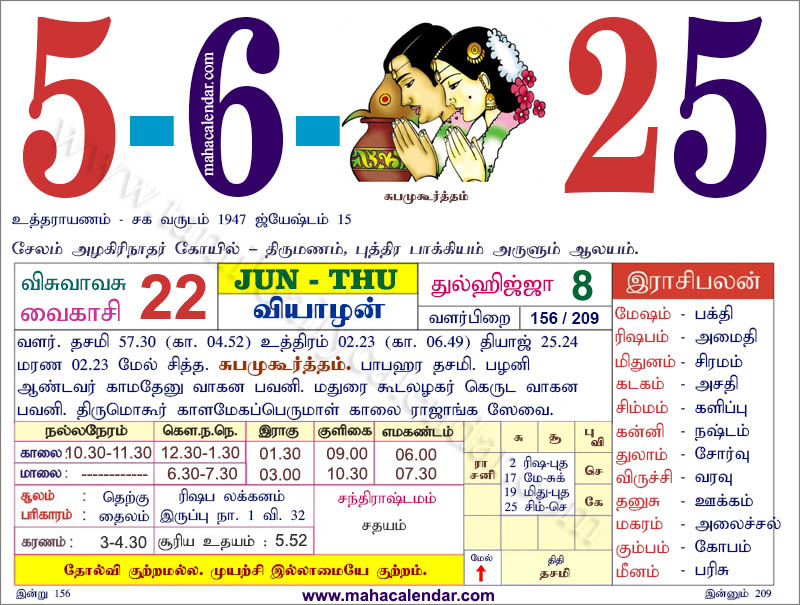 5-6- 25
mahacalendar.com
சுபமுகூர்த்தம்
உத்தராயணம் - சக வருடம் 1947 ஜ்யேஷ்டம் 15
சேலம் அழகிரிநாதர் கோயில் – திருமணம், புத்திர பாக்கியம் அருளும் ஆலயம்.
விசுவாவசு
வைகாசி 22
JUN - THU
வியாழன்
துல்ஹிஜ்ஜா 8
வளர்பிறை 156 / 209
வளர். தசமி 57.30 (கா. 04.52) உத்திரம் 02.23 (கா. 06.49) தியாஜ் 25.24
மரண 02.23 மேல் சித்த. சுபமுகூர்த்தம். பாபஹர தசமி. பழனி
ஆண்டவர் காமதேனு வாகன பவனி. மதுரை கூடலழகர் கெருட வாகன
பவனி. திருமொகூர் காளமேகப்பெருமாள் காலை ராஜாங்க ஸேவை.
நல்லநேரம் கௌ.ந.நெ. இராகு குளிகை எமகண்டம்
காலை: 10.30-11.30 12.30-1.30 01.30 09.00 06.00
மாலை: ------------ 6.30-7.30 03.00 10.30 07.30
சூலம் : தெற்கு
பரிகாரம் : தைலம்
ரிஷப லக்கனம்
இருப்பு நா. 1 வி. 32
சந்திராஷ்டமம்
சதயம்
கரணம் : 3-4.30 சூரிய உதயம் : 5.52
தோல்வி குற்றமல்ல. முயற்சி இல்லாமையே குற்றம்.
சு சூ பு வி
ரா சனி
2 ரிஷ-புத
17 மே-சுக்
19 மிது-புத
25 சிம்-செ
செ
கே
மேல்
திதி
தசமி
இராசிபலன்
மேஷம் - பக்தி
ரிஷபம் - அமைதி
மிதுனம் - சிரமம்
கடகம் - அசதி
சிம்மம் - களிப்பு
கன்னி - நஷ்டம்
துலாம் - சோர்வு
விருச்சி - வரவு
தனுசு - ஊக்கம்
மகரம் - அலைச்சல்
கும்பம் - கோபம்
மீனம் - பரிசு
இன்று 156
www.mahacalendar.com
இன்னும் 209